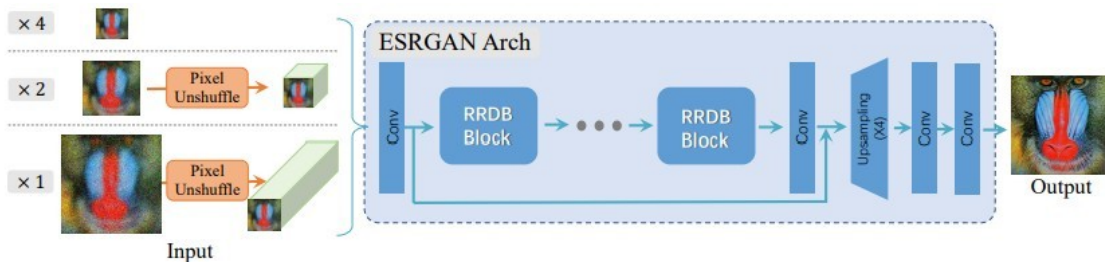 × 4
× 2
Pixel
Unshuffle
× 1
Pixel
Unshuffle
Input
ESRGAN Arch
Conv
RRDB
Block
RRDB
Block
Conv
Upsampling
(X4)
Conv
Conv
Output